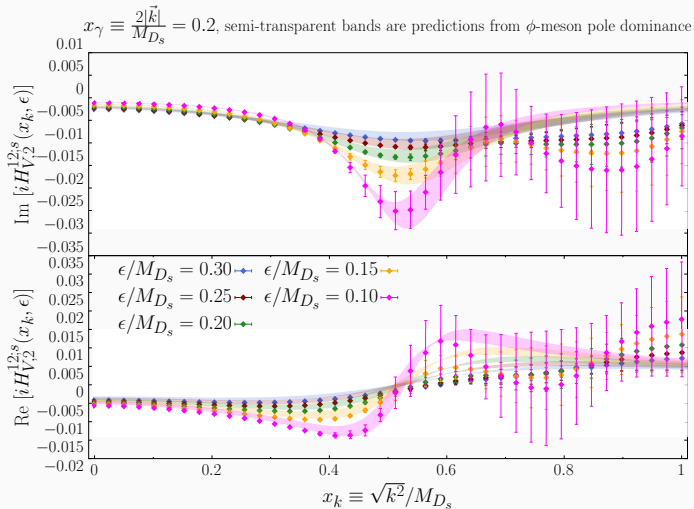 x_γ ≡ 2|k⃗|/M_{D_s} = 0.2, semi-transparent bands are predictions from ϕ-meson pole dominance
Im [iH^{12;s}_{V,2}(x_k, ϵ)]
0.01
0.005
0
−0.005
−0.01
−0.015
−0.02
−0.025
−0.03
−0.035
Re [iH^{12;s}_{V,2}(x_k, ϵ)]
0.035
0.03
0.025
0.02
0.015
0.01
0.005
0
−0.005
−0.01
−0.015
−0.02
ϵ/M_{D_s} = 0.30 ϵ/M_{D_s} = 0.15
ϵ/M_{D_s} = 0.25 ϵ/M_{D_s} = 0.10
ϵ/M_{D_s} = 0.20
0 0.2 0.4 0.6 0.8 1
x_k ≡ √k²/M_{D_s}